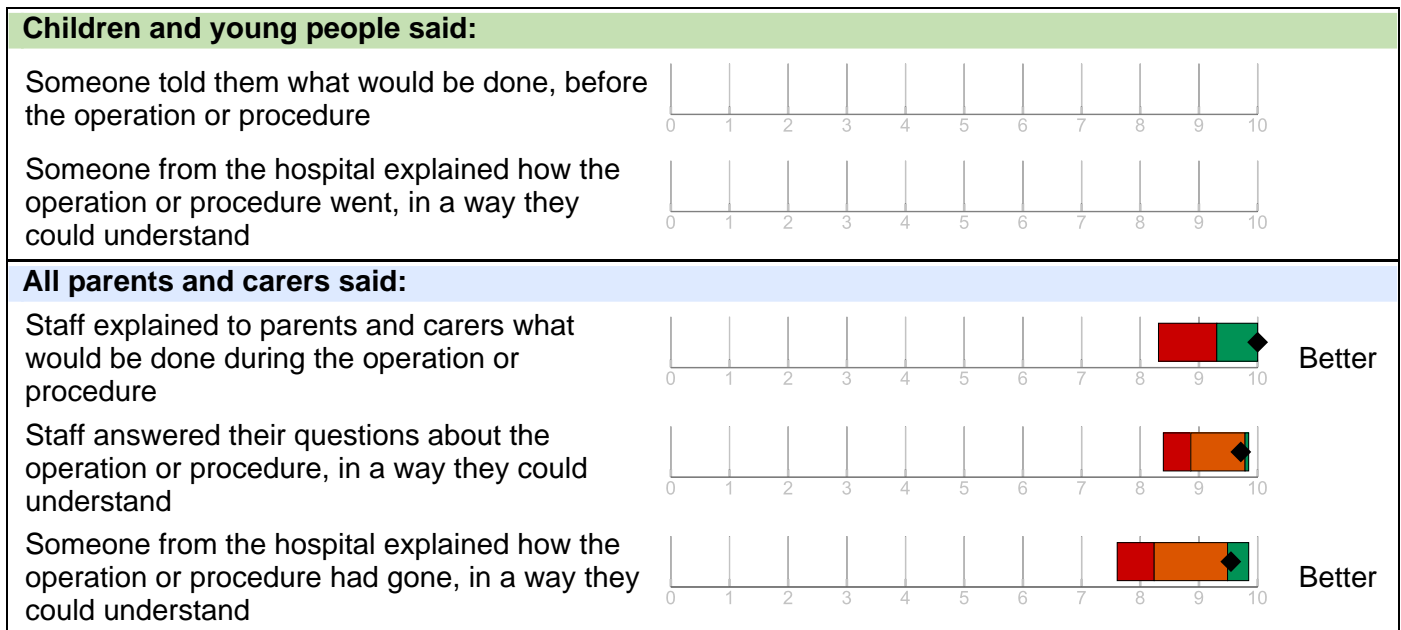 Children and young people said:
Someone told them what would be done, before
the operation or procedure
0 1 2 3 4 5 6 7 8 9 10
Someone from the hospital explained how the
operation or procedure went, in a way they
could understand
0 1 2 3 4 5 6 7 8 9 10
All parents and carers said:
Staff explained to parents and carers what
would be done during the operation or
procedure
0 1 2 3 4 5 6 7 8 9 10
Better
Staff answered their questions about the
operation or procedure, in a way they could
understand
0 1 2 3 4 5 6 7 8 9 10
Someone from the hospital explained how the
operation or procedure had gone, in a way they
could understand
0 1 2 3 4 5 6 7 8 9 10
Better